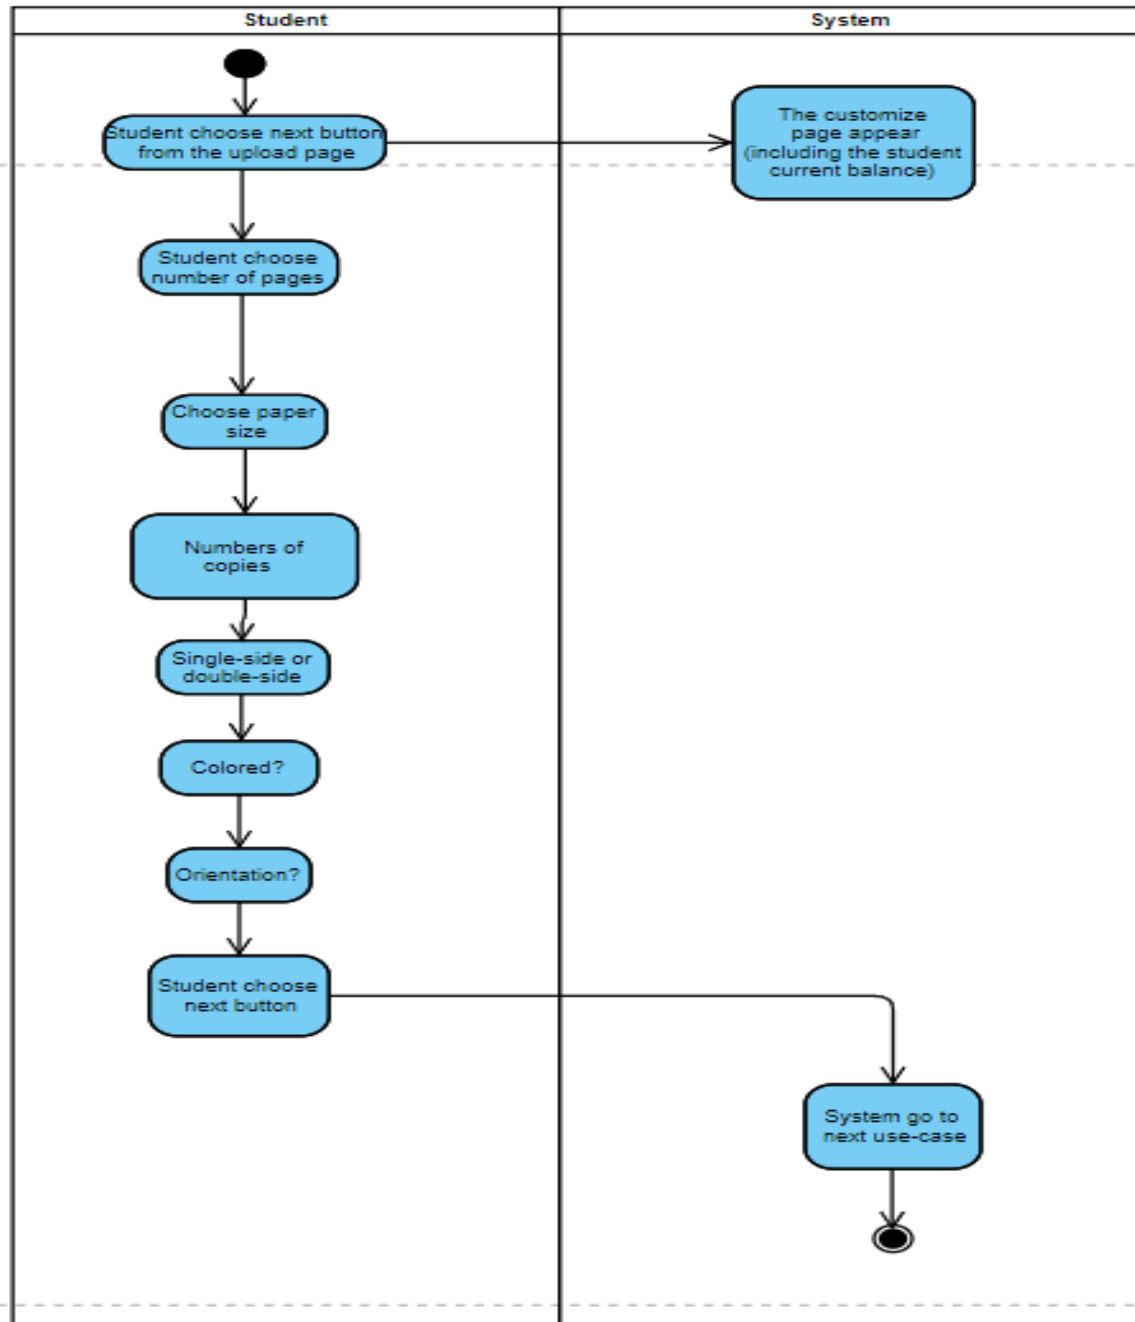 Student
System
Student choose next button
from the upload page
The customize
page appear
(including the student
current balance)
Student choose
number of pages
Choose paper
size
Numbers of
copies
Single-side or
double-side
Colored?
Orientation?
Student choose
next button
System go to
next use-case